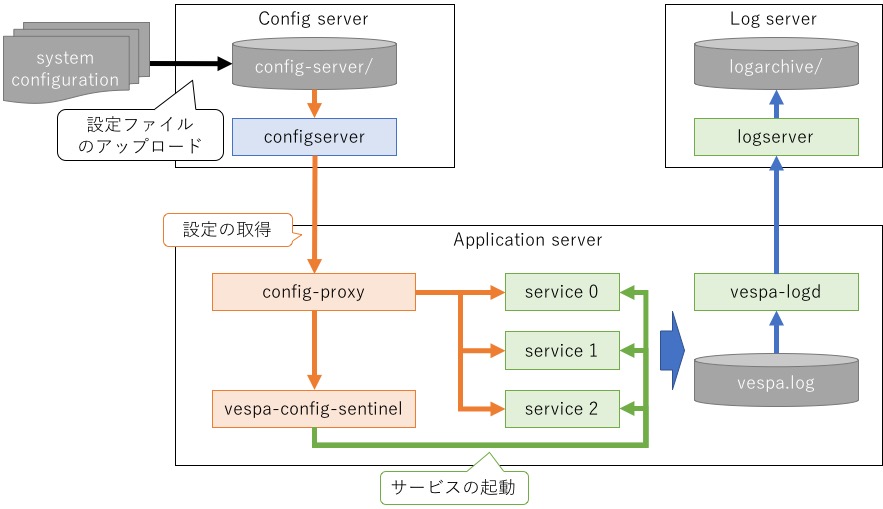 Config server
Log server
system
configuration
config-server/
logarchive/
設定ファイル
のアップロード
configserver
logserver
設定の取得
Application server
config-proxy
service 0
vespa-logd
service 1
vespa.log
vespa-config-sentinel
service 2
サービスの起動